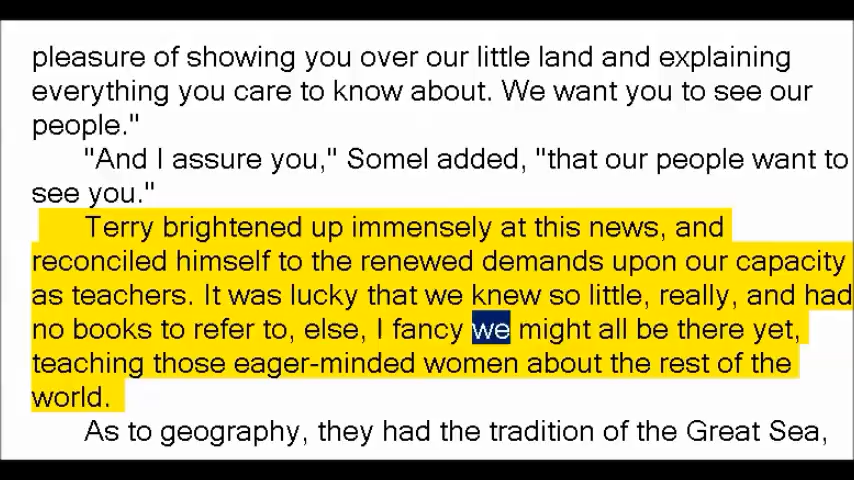 pleasure of showing you over our little land and explaining
everything you care to know about. We want you to see our
people."
"And I assure you," Somel added, "that our people want to
see you."
Terry brightened up immensely at this news, and
reconciled himself to the renewed demands upon our capacity
as teachers. It was lucky that we knew so little, really, and had
no books to refer to, else, I fancy we might all be there yet,
teaching those eager-minded women about the rest of the
world.
As to geography, they had the tradition of the Great Sea,